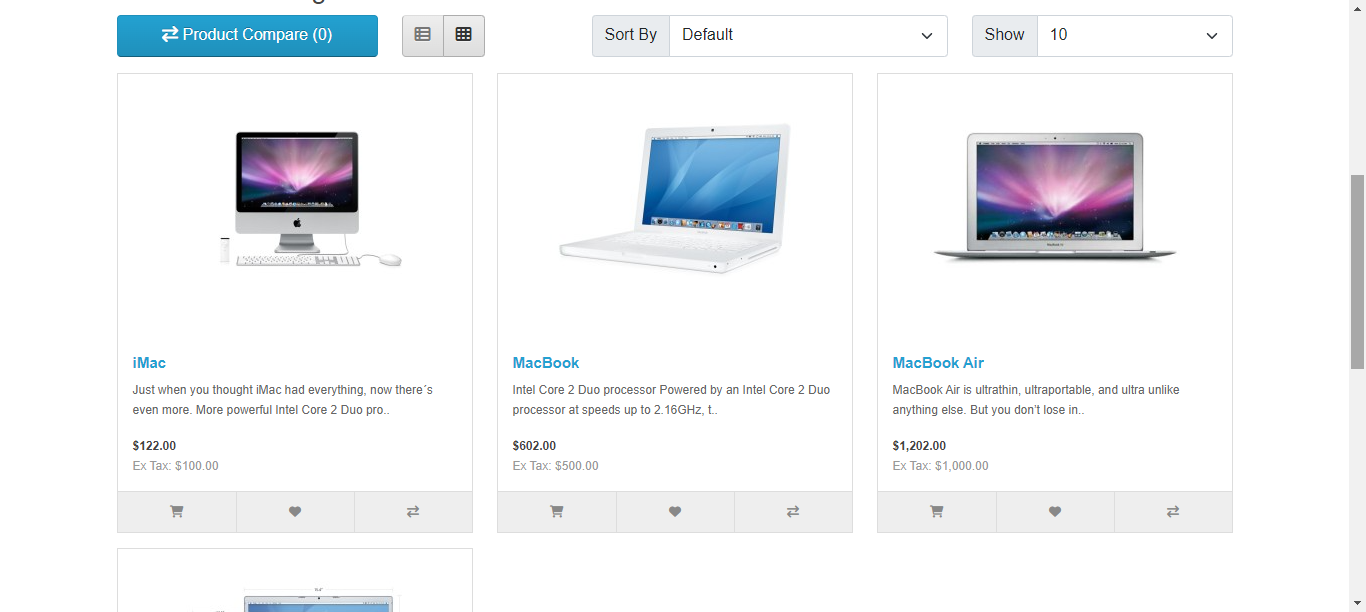 Product Compare (0)
Sort By
Default
Show
10
iMac
Just when you thought iMac had everything, now there´s
even more. More powerful Intel Core 2 Duo pro..
$122.00
Ex Tax: $100.00
MacBook
Intel Core 2 Duo processor Powered by an Intel Core 2 Duo
processor at speeds up to 2.16GHz, t..
$602.00
Ex Tax: $500.00
MacBook Air
MacBook Air is ultrathin, ultraportable, and ultra unlike
anything else. But you don’t lose in..
$1,202.00
Ex Tax: $1,000.00